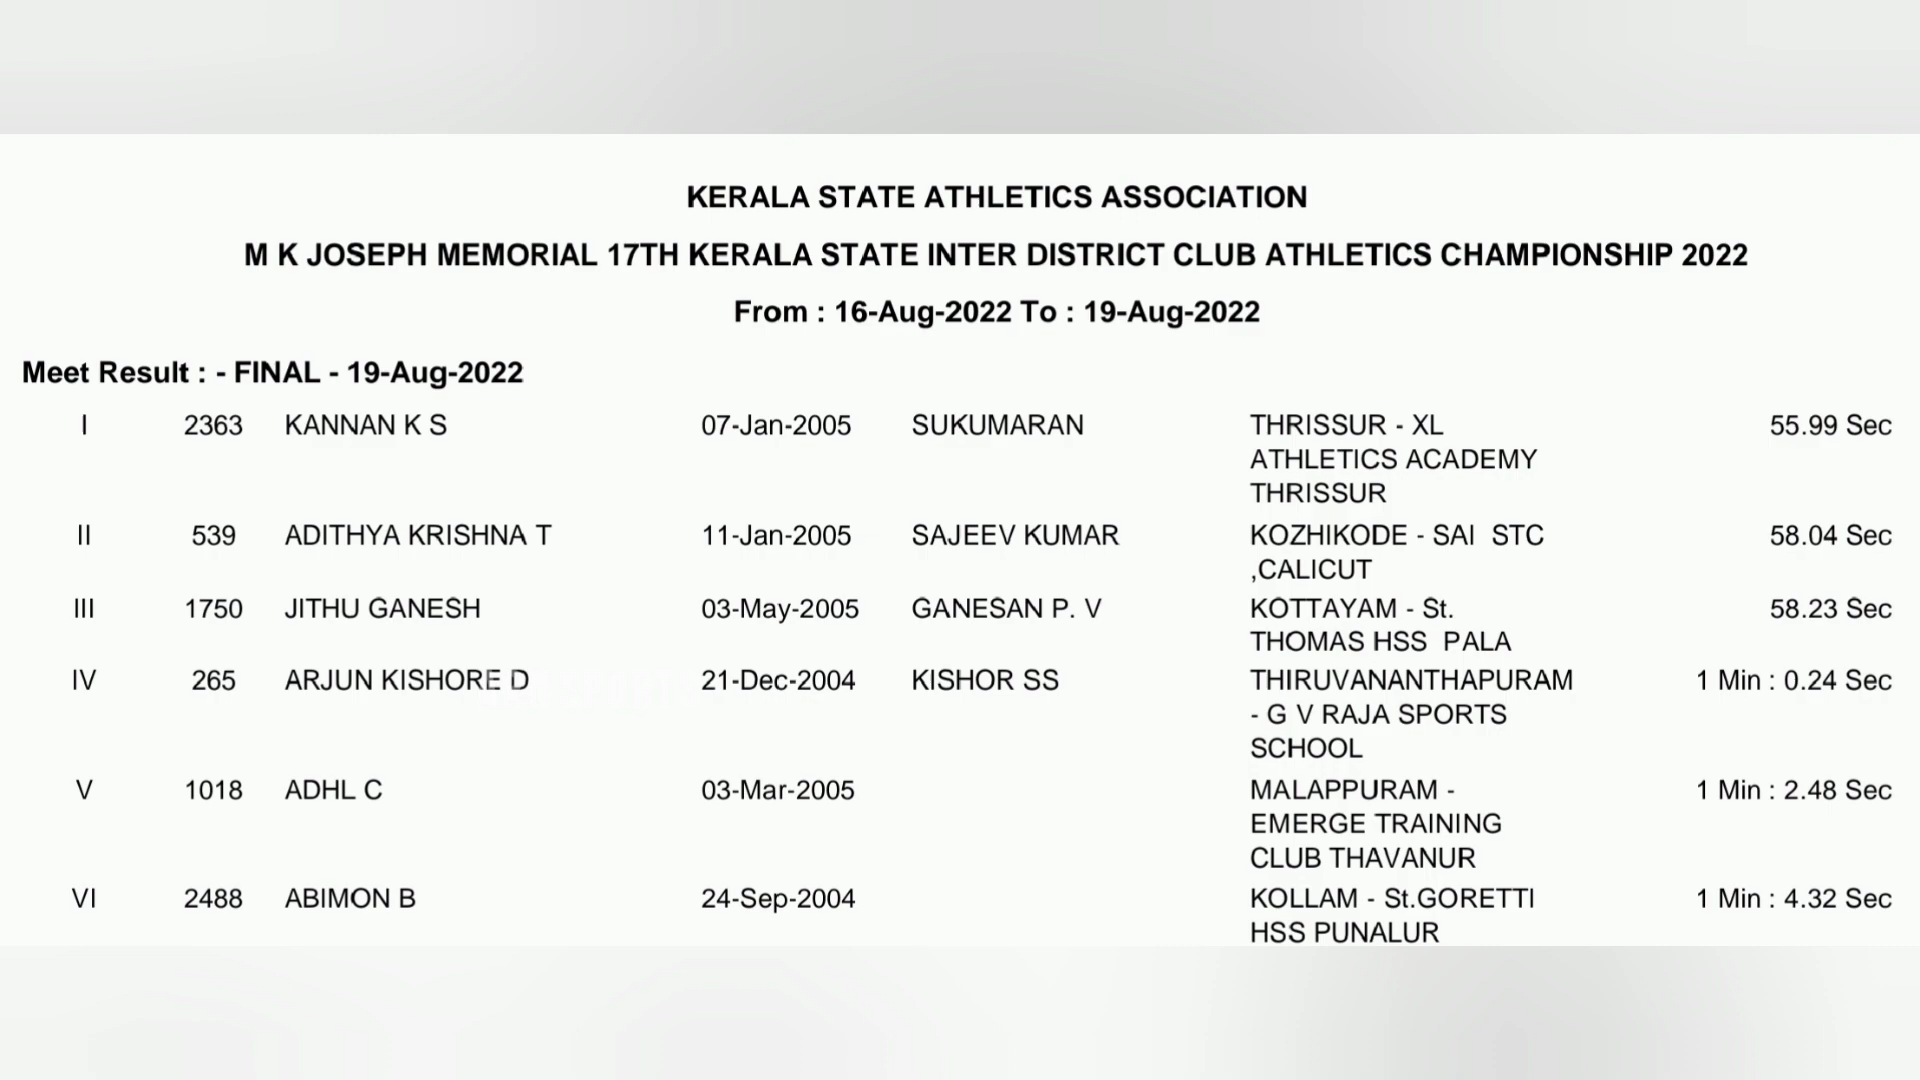 KERALA STATE ATHLETICS ASSOCIATION
M K JOSEPH MEMORIAL 17TH KERALA STATE INTER DISTRICT CLUB ATHLETICS CHAMPIONSHIP 2022
From : 16-Aug-2022 To : 19-Aug-2022
Meet Result : - FINAL - 19-Aug-2022
I 2363 KANNAN K S 07-Jan-2005 SUKUMARAN THRISSUR - XL 55.99 Sec
ATHLETICS ACADEMY
THRISSUR
II 539 ADITHYA KRISHNA T 11-Jan-2005 SAJEEV KUMAR KOZHIKODE - SAI STC 58.04 Sec
,CALICUT
III 1750 JITHU GANESH 03-May-2005 GANESAN P. V KOTTAYAM - St. 58.23 Sec
THOMAS HSS PALA
IV 265 ARJUN KISHORE D 21-Dec-2004 KISHOR SS THIRUVANANTHAPURAM 1 Min : 0.24 Sec
- G V RAJA SPORTS
SCHOOL
V 1018 ADHL C 03-Mar-2005 MALAPPURAM - 1 Min : 2.48 Sec
EMERGE TRAINING
CLUB THAVANUR
VI 2488 ABIMON B 24-Sep-2004 KOLLAM - St.GORETTI 1 Min : 4.32 Sec
HSS PUNALUR